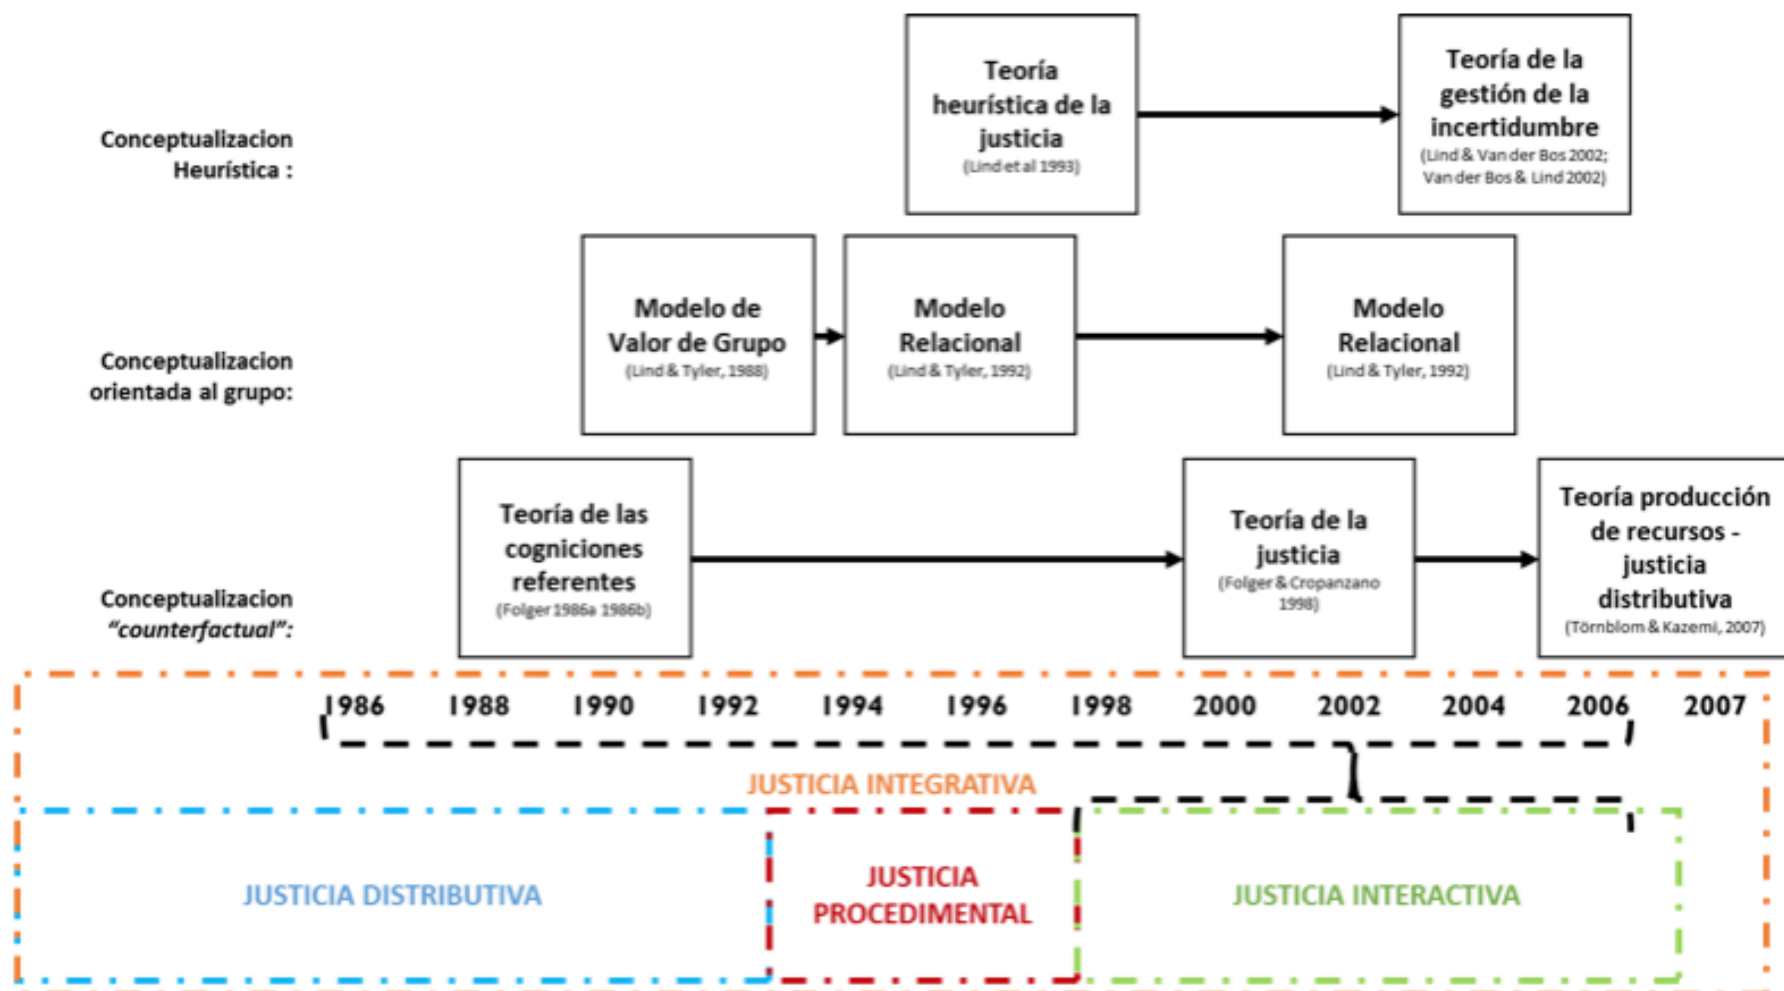 Conceptualizacion
Heurística :
Teoría
heurística de la
justicia
(Lind et al 1993)
Teoría de la
gestión de la
incertidumbre
(Lind & Van der Bos 2002;
Van der Bos & Lind 2002)
Conceptualizacion
orientada al grupo:
Modelo de
Valor de Grupo
(Lind & Tyler, 1988)
Modelo
Relacional
(Lind & Tyler, 1992)
Modelo
Relacional
(Lind & Tyler, 1992)
Conceptualizacion
"counterfactual":
Teoría de las
cogniciones
referentes
(Folger 1986a 1986b)
Teoría de la
justicia
(Folger & Cropanzano
1998)
Teoría producción
de recursos -
justicia
distributiva
(Törnblom & Kazemi, 2007)
1986 1988 1990 1992 1994 1996 1998 2000 2002 2004 2006 2007
JUSTICIA INTEGRATIVA
JUSTICIA DISTRIBUTIVA
JUSTICIA
PROCEDIMENTAL
JUSTICIA INTERACTIVA